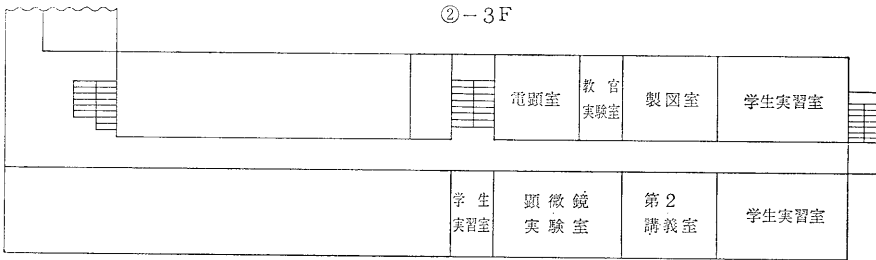 ②-3F
電顕室
教官
実験室
製図室
学生実習室
学生
実習室
顕微鏡
実験室
第2
講義室
学生実習室